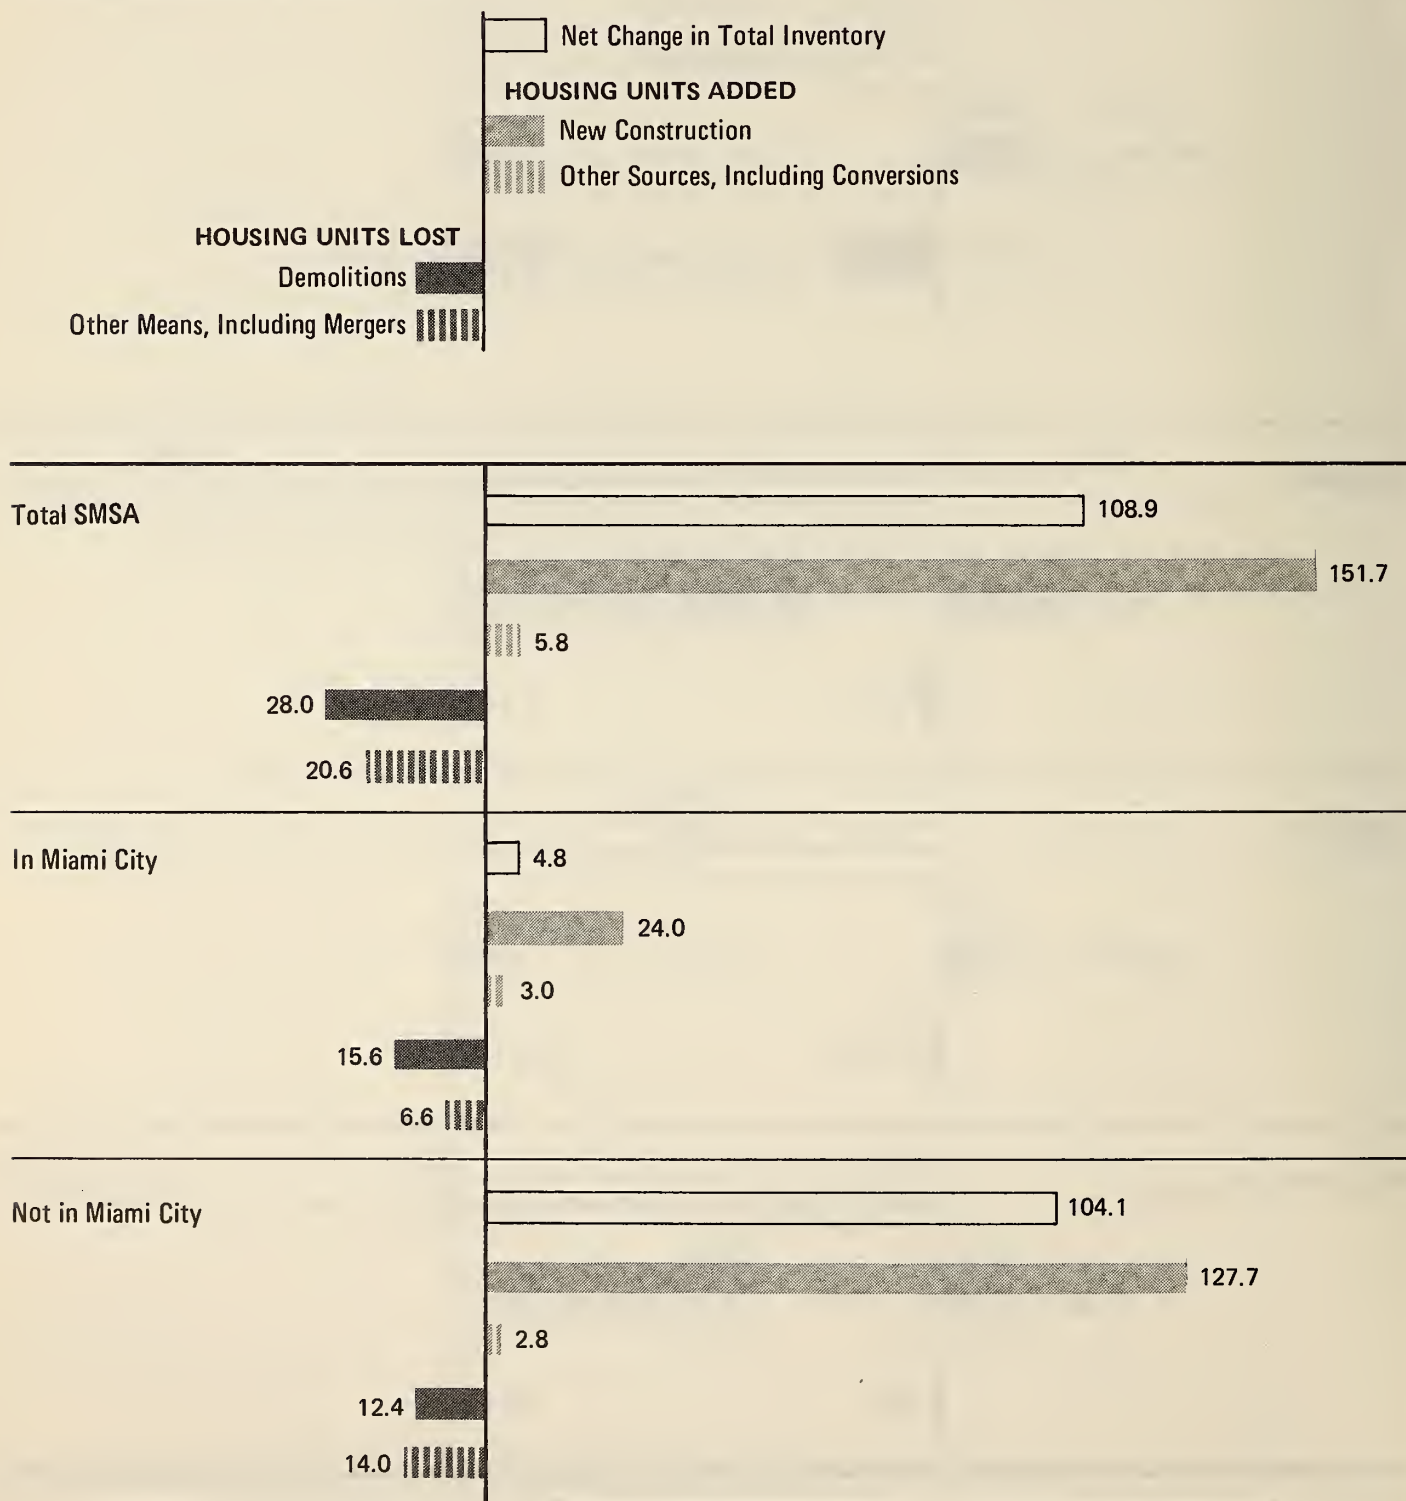 Net Change in Total Inventory
HOUSING UNITS ADDED
New Construction
Other Sources, Including Conversions
HOUSING UNITS LOST
Demolitions
Other Means, Including Mergers
Total SMSA
108.9
151.7
5.8
28.0
20.6
In Miami City
4.8
24.0
3.0
15.6
6.6
Not in Miami City
104.1
127.7
2.8
12.4
14.0